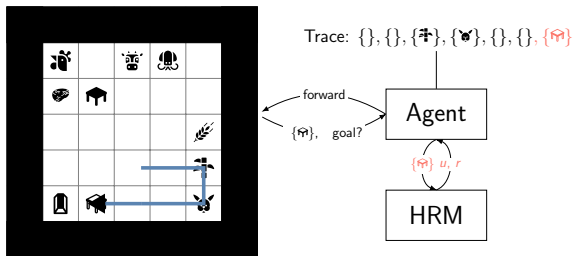 Trace: {}, {}, { }, { }, {}, {}, { }
forward
{ }, goal?
Agent
{ } u, r
HRM